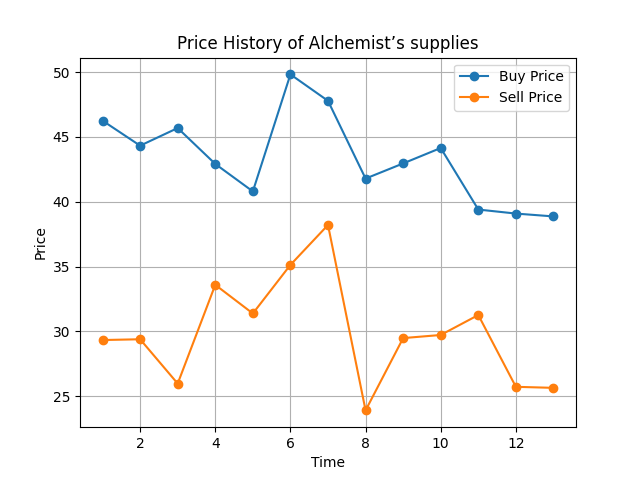 Price History of Alchemist’s supplies
Buy Price
Sell Price
Price
50
45
40
35
30
25
2 4 6 8 10 12
Time